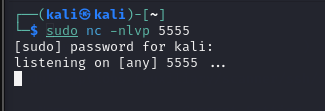 ┌──(kali㉿kali)-[~]
└─$ sudo nc -nlvp 5555
[sudo] password for kali:
listening on [any] 5555 ...